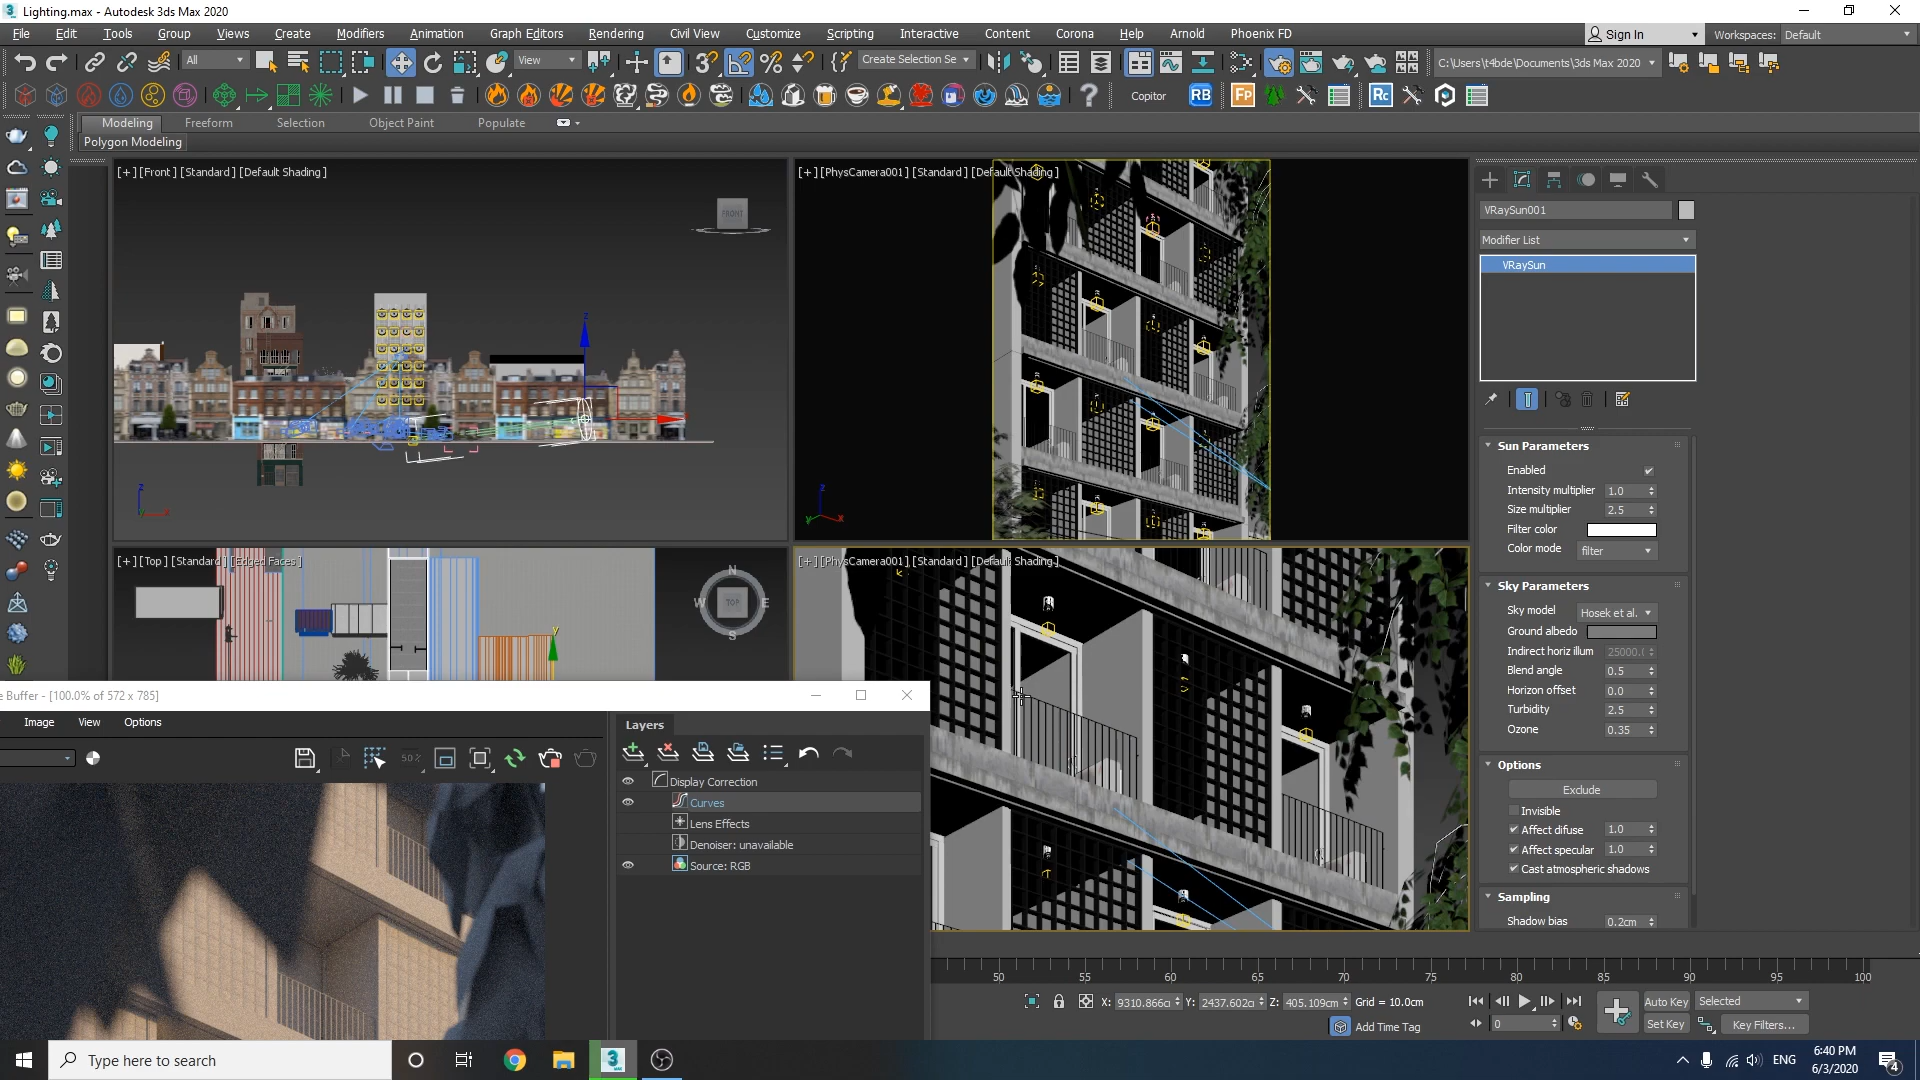 Lighting.max - Autodesk 3ds Max 2020
File Edit Tools Group Views Create Modifiers Animation Graph Editors Rendering Civil View Customize Scripting Interactive Content Corona Help Arnold Phoenix FD
Sign In Workspaces: Default
All View Create Selection Se C:\Users\t4bde\Documents\3ds Max 2020
Copitor RB Fp Rc
Modeling Freeform Selection Object Paint Populate
Polygon Modeling
[+] [Front] [Standard] [Default Shading]
FRONT
[+] [PhysCamera001] [Standard] [Default Shading]
VRaySun001
Modifier List
VRaySun
Sun Parameters
Enabled
Intensity multiplier 1.0
Size multiplier 2.5
Filter color
Color mode filter
Sky Parameters
Sky model Hosek et al.
Ground albedo
Indirect horiz illum 25000.(
Blend angle 0.5
Horizon offset 0.0
Turbidity 2.5
Ozone 0.35
Options
Exclude
Invisible
Affect difuse 1.0
Affect specular 1.0
Cast atmospheric shadows
Sampling
Shadow bias 0.2cm
[+] [Top] [Standard] [Edged Faces]
N
W TOP E
S
[+] [PhysCamera001] [Standard] [Default Shading]
e Buffer - [100.0% of 572 x 785]
Image View Options
50%
Layers
Display Correction
Curves
Lens Effects
Denoiser: unavailable
Source: RGB
50 55 60 65 70 75 80 85 90 95 100
X: 9310.866c Y: 2437.602c Z: 405.109cm Grid = 10.0cm
Add Time Tag
0
Auto Key Selected
Set Key Key Filters...
Type here to search
ENG
6:40 PM
6/3/2020
4